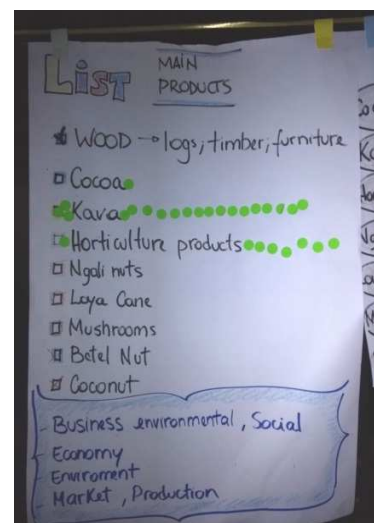 LIST MAIN
PRODUCTS
WOOD → logs, timber, furniture
Cocoa
Kava
Horticulture products
Ngali nuts
Loya Cane
Mushrooms
Betel Nut
Coconut
- Business environmental, Social
- Economy
- Enviroment
- Market, Production